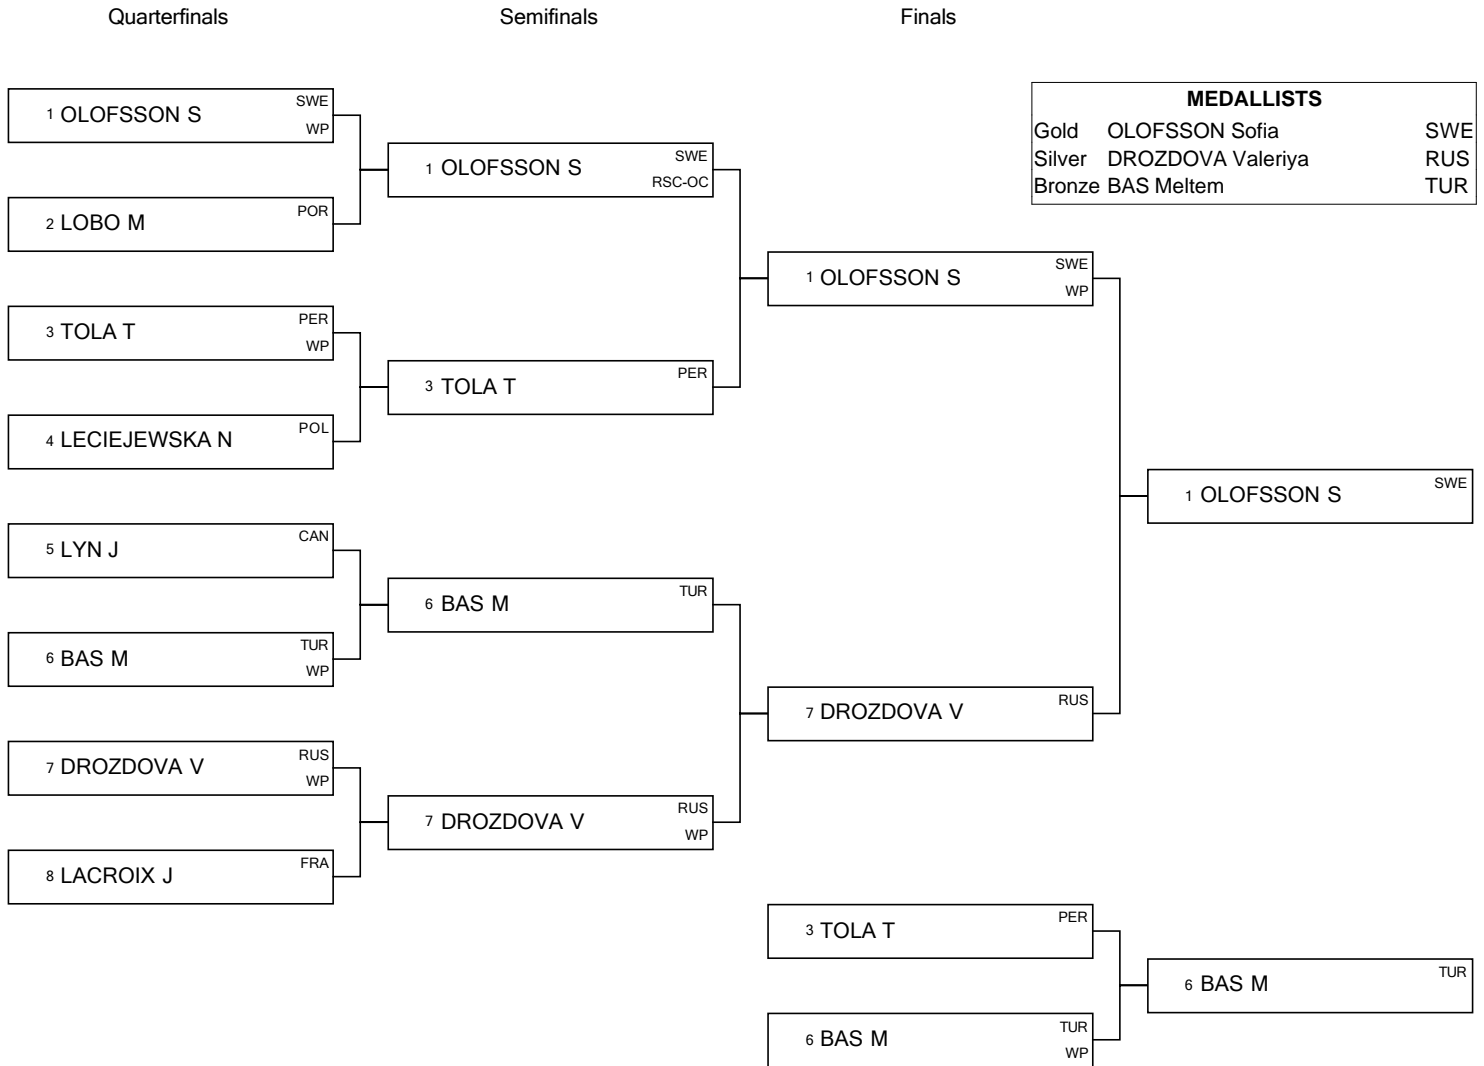 Quarterfinals Semifinals Finals
MEDALLISTS
Gold OLOFSSON Sofia SWE
Silver DROZDOVA Valeriya RUS
Bronze BAS Meltem TUR
1 OLOFSSON S SWE
WP
2 LOBO M POR
3 TOLA T PER
WP
4 LECIEJEWSKA N POL
5 LYN J CAN
6 BAS M TUR
WP
7 DROZDOVA V RUS
WP
8 LACROIX J FRA
1 OLOFSSON S SWE
RSC-OC
3 TOLA T PER
6 BAS M TUR
7 DROZDOVA V RUS
WP
1 OLOFSSON S SWE
WP
7 DROZDOVA V RUS
1 OLOFSSON S SWE
3 TOLA T PER
6 BAS M TUR
WP
6 BAS M TUR